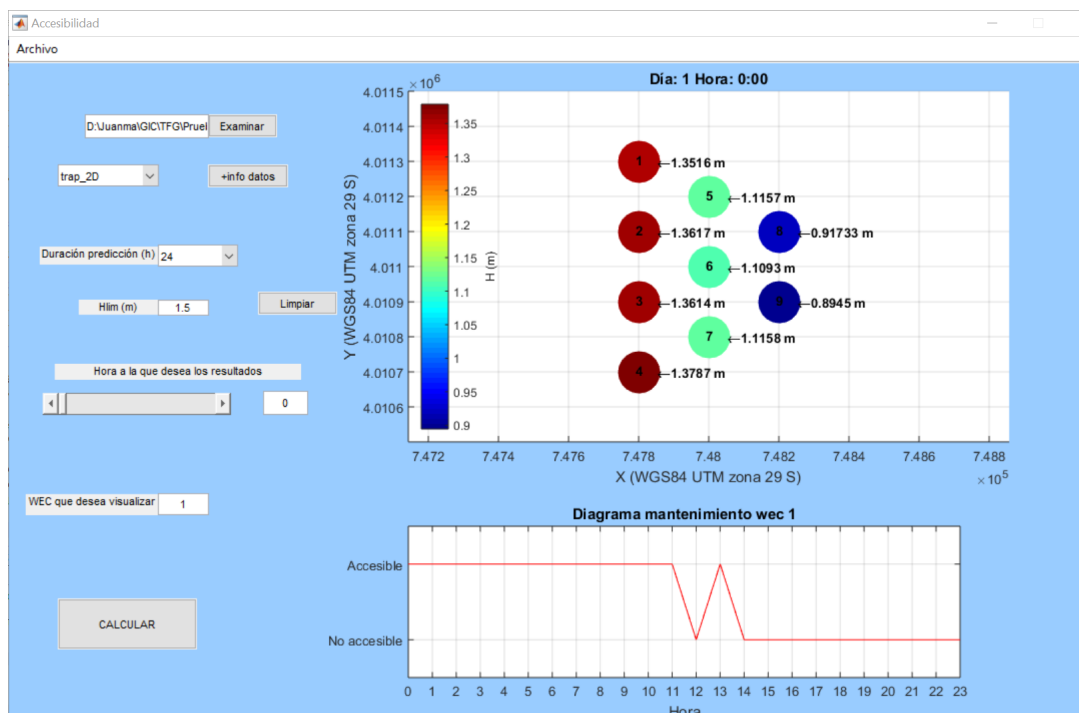 Accesibilidad
Archivo
D:\Juanma\GIC\TFG\Pruel
Examinar
trap_2D
+info datos
Duración predicción (h)
24
Hlim (m)
1.5
Limpiar
Hora a la que desea los resultados
0
WEC que desea visualizar
1
CALCULAR
Día: 1 Hora: 0:00
× 10^6
4.0115
4.0114
4.0113
4.0112
4.0111
4.011
4.0109
4.0108
4.0107
4.0106
Y (WGS84 UTM zona 29 S)
1.35
1.3
1.25
1.2
1.15
1.1
1.05
1
0.95
0.9
H (m)
1 ←1.3516 m
5 ←1.1157 m
2 ←1.3617 m
8 ←0.91733 m
6 ←1.1093 m
3 ←1.3614 m
9 ←0.8945 m
7 ←1.1158 m
4 ←1.3787 m
7.472 7.474 7.476 7.478 7.48 7.482 7.484 7.486 7.488
X (WGS84 UTM zona 29 S)
× 10^5
Diagrama mantenimiento wec 1
Accesible
No accesible
0 1 2 3 4 5 6 7 8 9 10 11 12 13 14 15 16 17 18 19 20 21 22 23
Hora